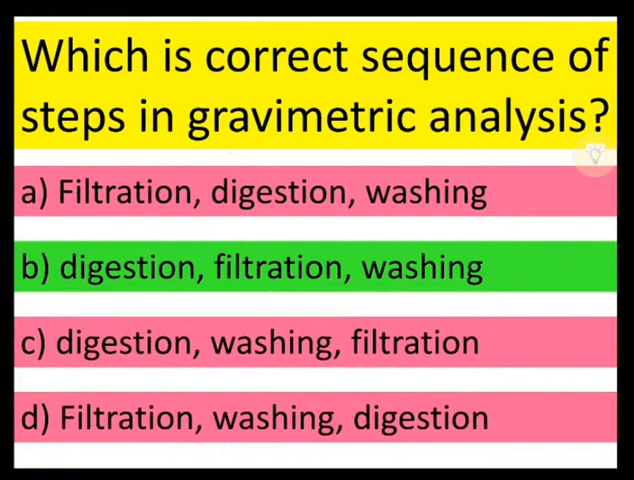 Which is correct sequence of
steps in gravimetric analysis?
a) Filtration, digestion, washing
b) digestion, filtration, washing
c) digestion, washing, filtration
d) Filtration, washing, digestion